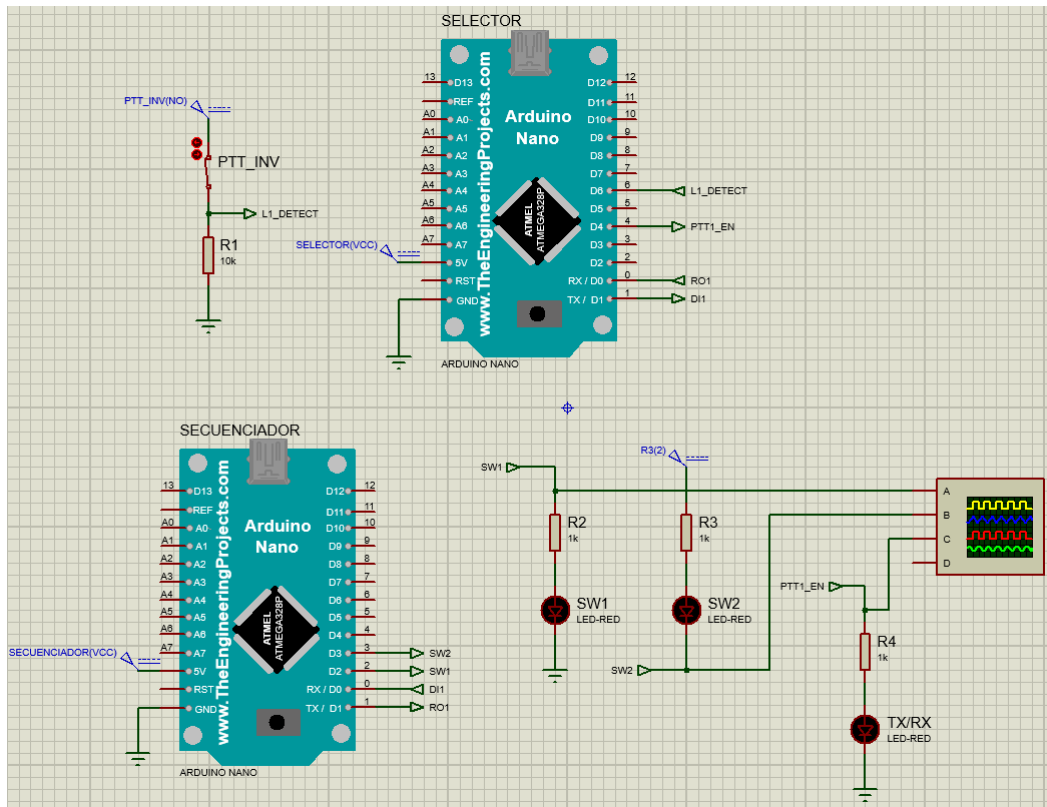 SELECTOR
13 D13
REF
A0 A0
A1 A1
A2 A2
A3 A3
A4 A4
A5 A5
A6 A6
A7 A7
5V
RST
GND
www.TheEngineeringProjects.com
Arduino
Nano
ATMEL
ATMEGA328P
D12 12
D11 11
D10 10
D9 9
D8 8
D7 7
D6 6
D5 5
D4 4
D3 3
D2 2
RX / D0 0
TX / D1 1
ARDUINO NANO
L1_DETECT
PTT1_EN
RO1
DI1
SELECTOR(VCC)
PTT_INV(NO)
PTT_INV
L1_DETECT
R1
10k
SECUENCIADOR
13 D13
REF
A0 A0
A1 A1
A2 A2
A3 A3
A4 A4
A5 A5
A6 A6
A7 A7
5V
RST
GND
www.TheEngineeringProjects.com
Arduino
Nano
ATMEL
ATMEGA328P
D12 12
D11 11
D10 10
D9 9
D8 8
D7 7
D6 6
D5 5
D4 4
D3 3
D2 2
RX / D0 0
TX / D1 1
ARDUINO NANO
SW2
SW1
DI1
RO1
SECUENCIADOR(VCC)
SW1
R2
1k
SW1
LED-RED
R3(2)
R3
1k
SW2
LED-RED
SW2
A
B
C
D
PTT1_EN
R4
1k
TX/RX
LED-RED